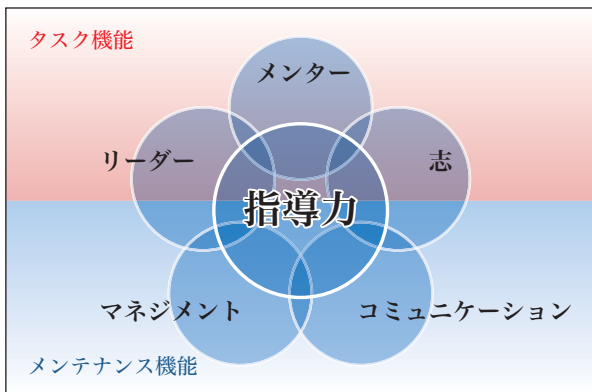 タスク機能
メンター
リーダー
志
指導力
マネジメント
コミュニケーション
メンテナンス機能